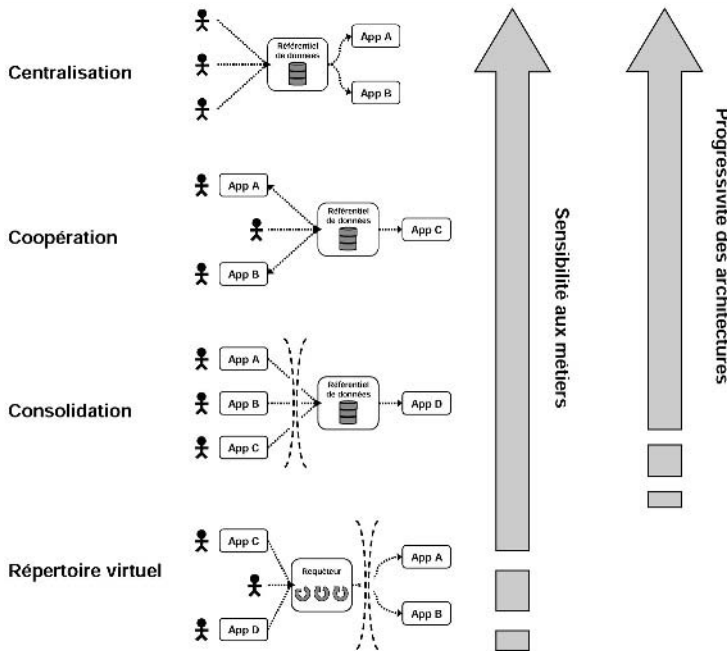 Centralisation
Référentiel
de données
App A
App B
Coopération
App A
App B
Référentiel
de données
App C
Consolidation
App A
App B
App C
Référentiel
de données
App D
Répertoire virtuel
App C
App D
Requêteur
App A
App B
Sensibilité aux métiers
Progressivité des architectures